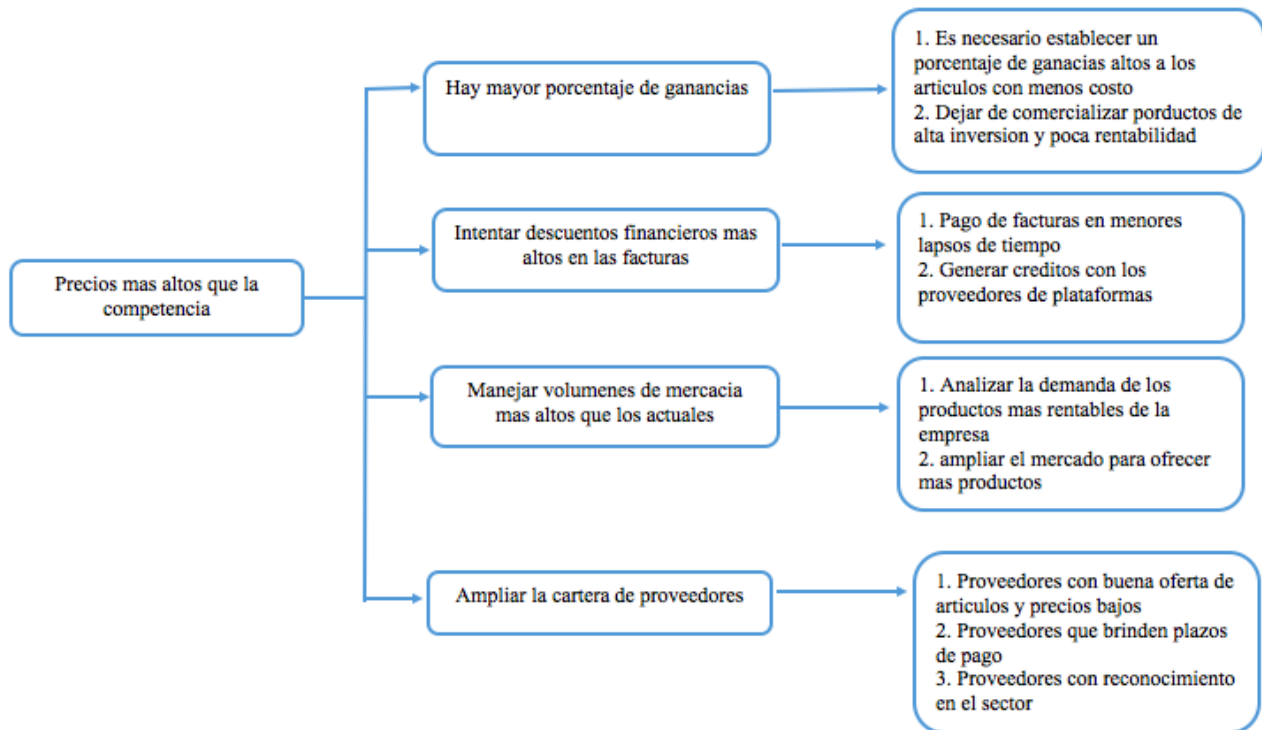 Precios mas altos que la
competencia
Hay mayor porcentaje de ganancias
1. Es necesario establecer un
porcentaje de ganacias altos a los
articulos con menos costo
2. Dejar de comercializar porductos de
alta inversion y poca rentabilidad
Intentar descuentos financieros mas
altos en las facturas
1. Pago de facturas en menores
lapsos de tiempo
2. Generar creditos con los
proveedores de plataformas
Manejar volumenes de mercacia
mas altos que los actuales
1. Analizar la demanda de los
productos mas rentables de la
empresa
2. ampliar el mercado para ofrecer
mas productos
Ampliar la cartera de proveedores
1. Proveedores con buena oferta de
articulos y precios bajos
2. Proveedores que brinden plazos
de pago
3. Proveedores con reconocimiento
en el sector